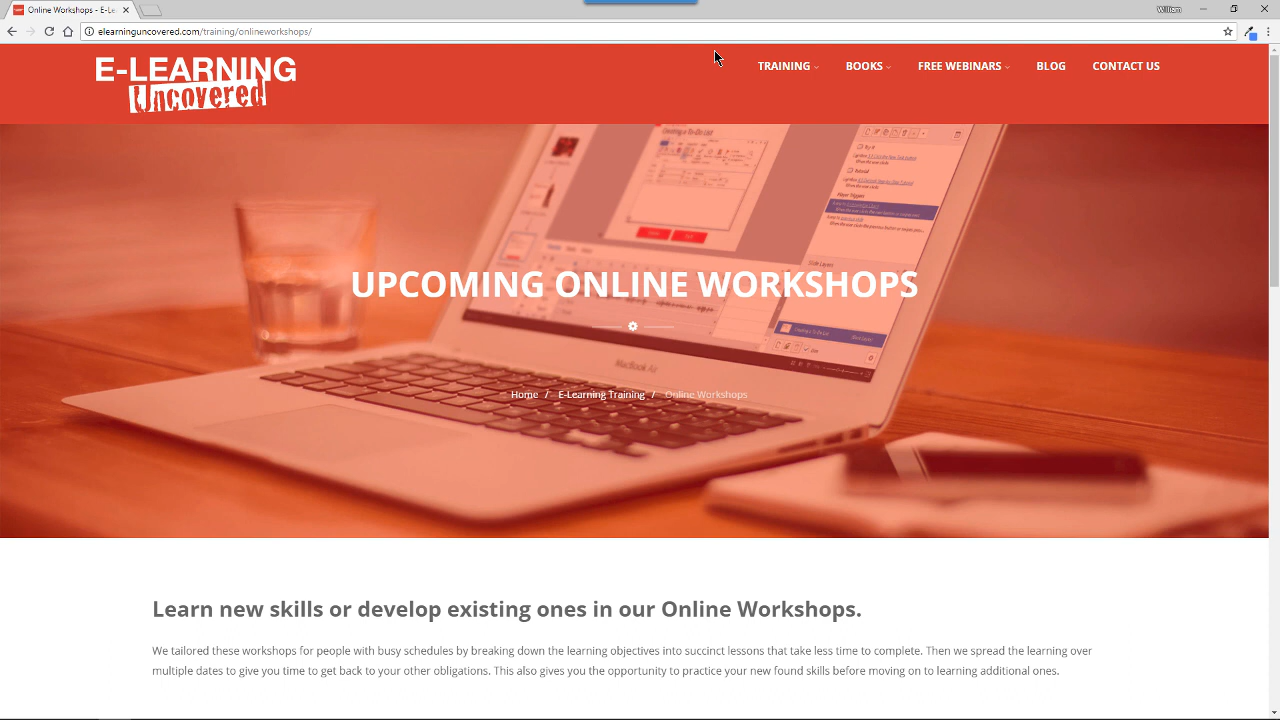 Online Workshops - E-Le
William
elearninguncovered.com/training/onlineworkshops/
E-LEARNING
Uncovered
TRAINING
BOOKS
FREE WEBINARS
BLOG
CONTACT US
UPCOMING ONLINE WORKSHOPS
MacBook Air
Home / E-Learning Training / Online Workshops
Learn new skills or develop existing ones in our Online Workshops.
We tailored these workshops for people with busy schedules by breaking down the learning objectives into succinct lessons that take less time to complete. Then we spread the learning over
multiple dates to give you time to get back to your other obligations. This also gives you the opportunity to practice your new found skills before moving on to learning additional ones.